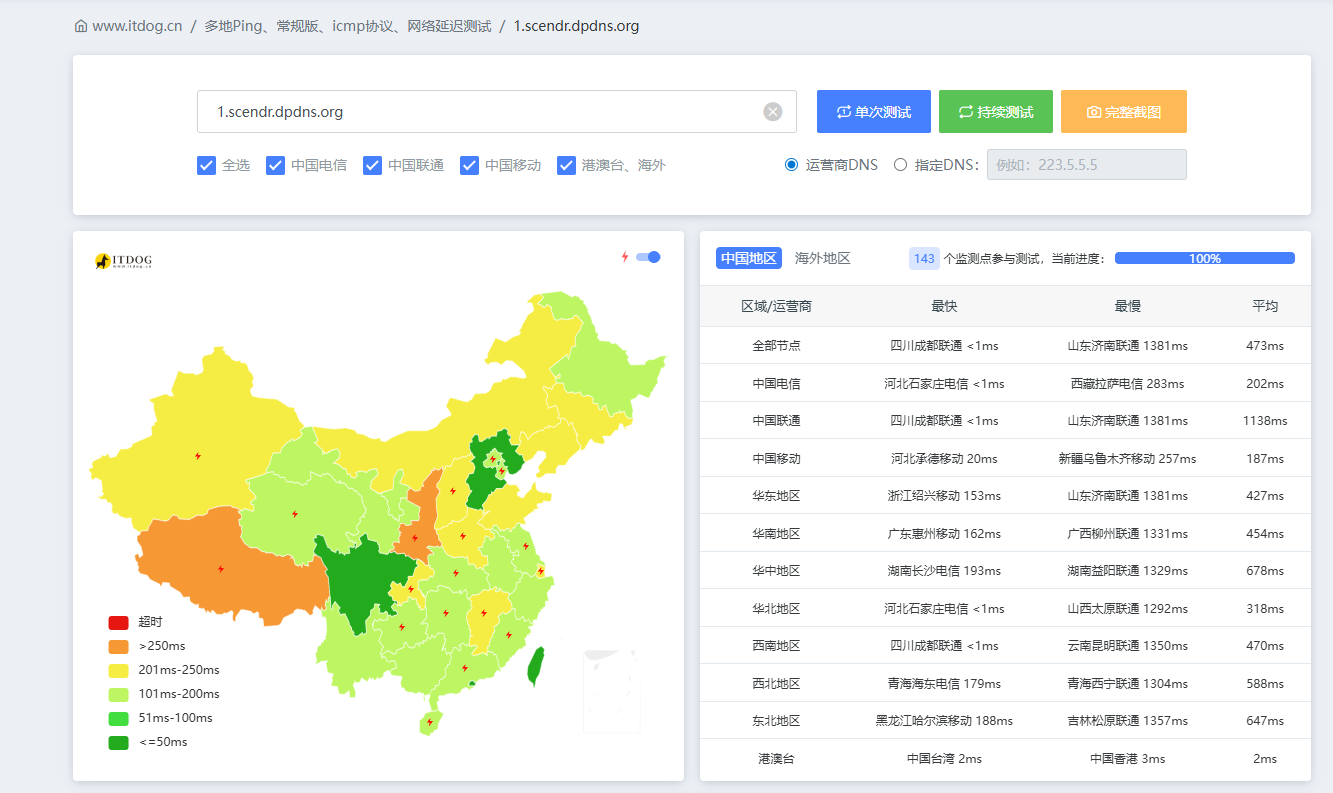 www.itdog.cn / 多地Ping、常规版、icmp协议、网络延迟测试 / 1.scendr.dpdns.org
1.scendr.dpdns.org
单次测试
持续测试
完整截图
全选 中国电信 中国联通 中国移动 港澳台、海外
运营商DNS 指定DNS: 例如：223.5.5.5
ITDOG
www.itdog.cn
超时
>250ms
201ms-250ms
101ms-200ms
51ms-100ms
<=50ms
中国地区 海外地区 143 个监测点参与测试，当前进度： 100%
区域/运营商 最快 最慢 平均
全部节点 四川成都联通 <1ms 山东济南联通 1381ms 473ms
中国电信 河北石家庄电信 <1ms 西藏拉萨电信 283ms 202ms
中国联通 四川成都联通 <1ms 山东济南联通 1381ms 1138ms
中国移动 河北承德移动 20ms 新疆乌鲁木齐移动 257ms 187ms
华东地区 浙江绍兴移动 153ms 山东济南联通 1381ms 427ms
华南地区 广东惠州移动 162ms 广西柳州联通 1331ms 454ms
华中地区 湖南长沙电信 193ms 湖南益阳联通 1329ms 678ms
华北地区 河北石家庄电信 <1ms 山西太原联通 1292ms 318ms
西南地区 四川成都联通 <1ms 云南昆明联通 1350ms 470ms
西北地区 青海海东电信 179ms 青海西宁联通 1304ms 588ms
东北地区 黑龙江哈尔滨移动 188ms 吉林松原联通 1357ms 647ms
港澳台 中国台湾 2ms 中国香港 3ms 2ms